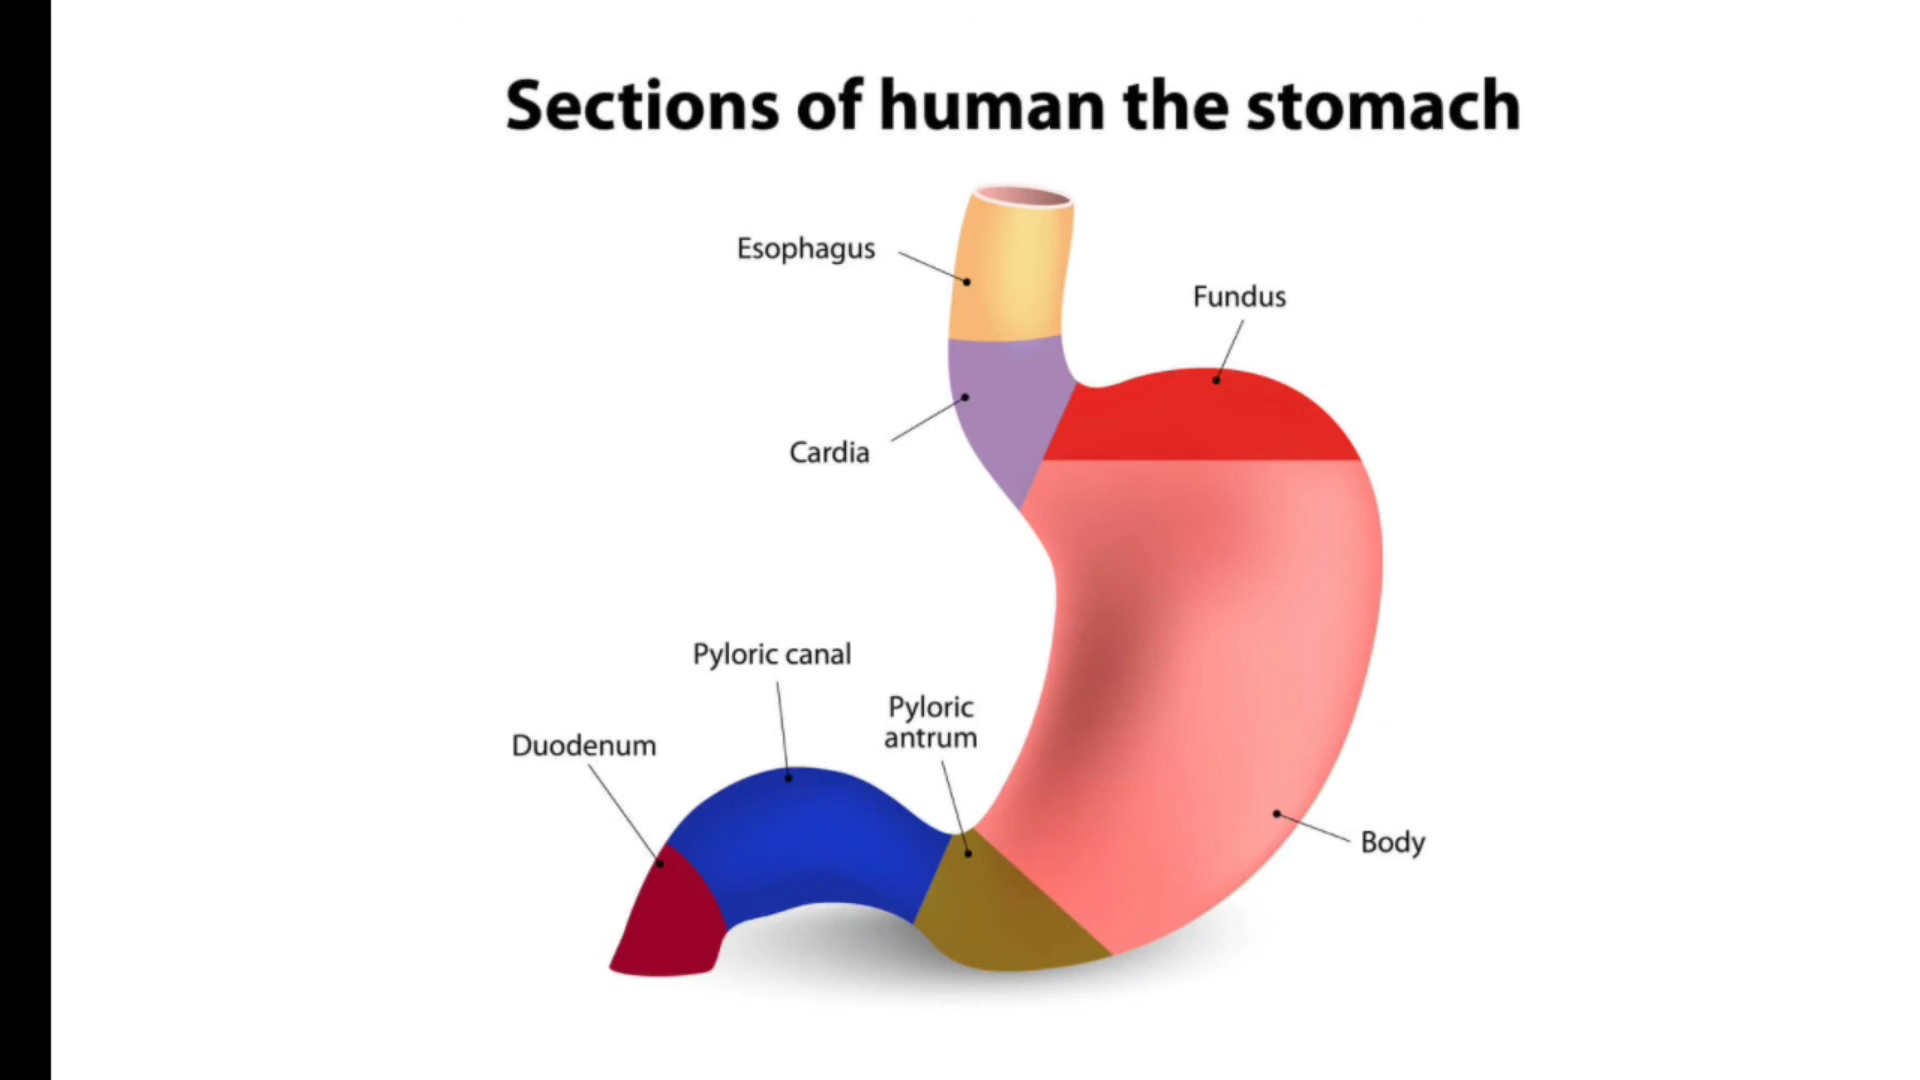 Sections of human the stomach
Esophagus
Fundus
Cardia
Pyloric canal
Pyloric
antrum
Duodenum
Body